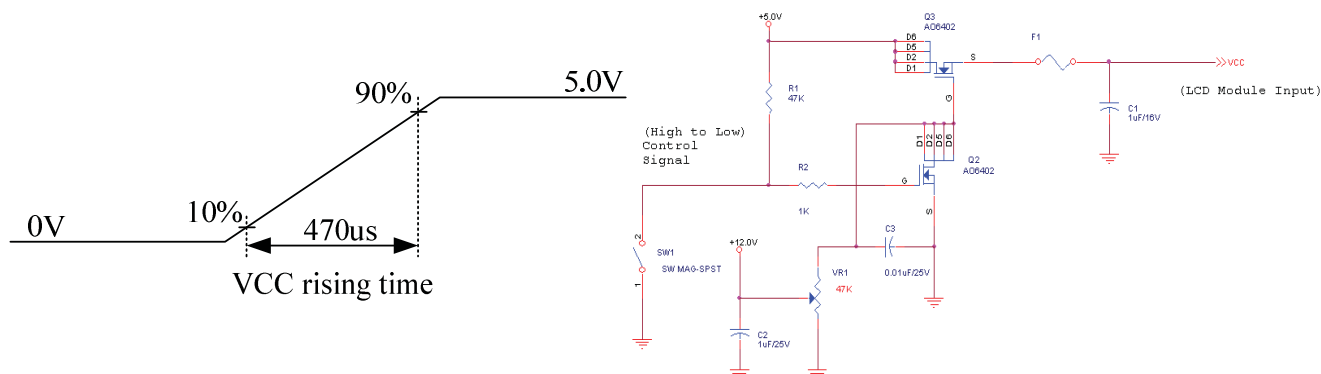 90%
5.0V
10%
0V
470us
VCC rising time
+5.0V
Q3
AO6402
D6
D5
D2
D1
S
G
F1
VCC
(LCD Module Input)
C1
1uF/16V
R1
47K
(High to Low)
Control
Signal
D1
D2
D5
D6
Q2
AO6402
G
S
R2
1K
2
SW1
SW MAG-SPST
1
+12.0V
C3
0.01uF/25V
VR1
47K
C2
1uF/25V